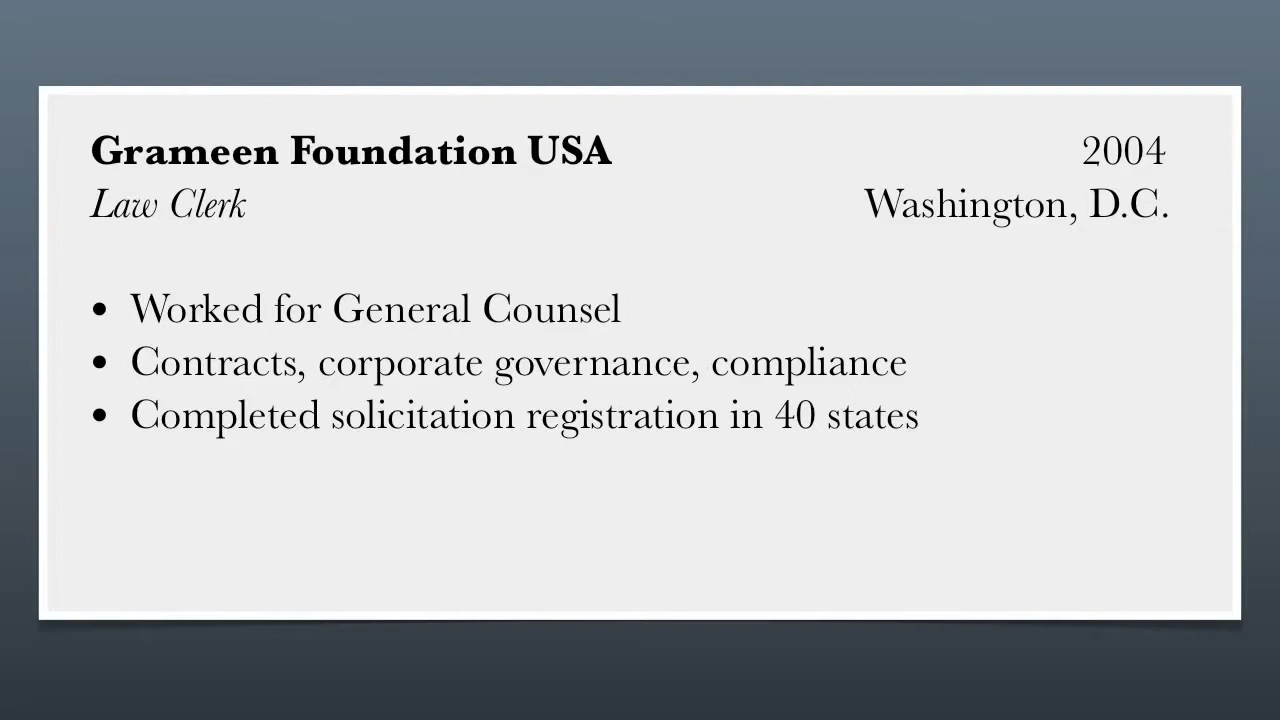 Grameen Foundation USA 2004
Law Clerk Washington, D.C.
• Worked for General Counsel
• Contracts, corporate governance, compliance
• Completed solicitation registration in 40 states